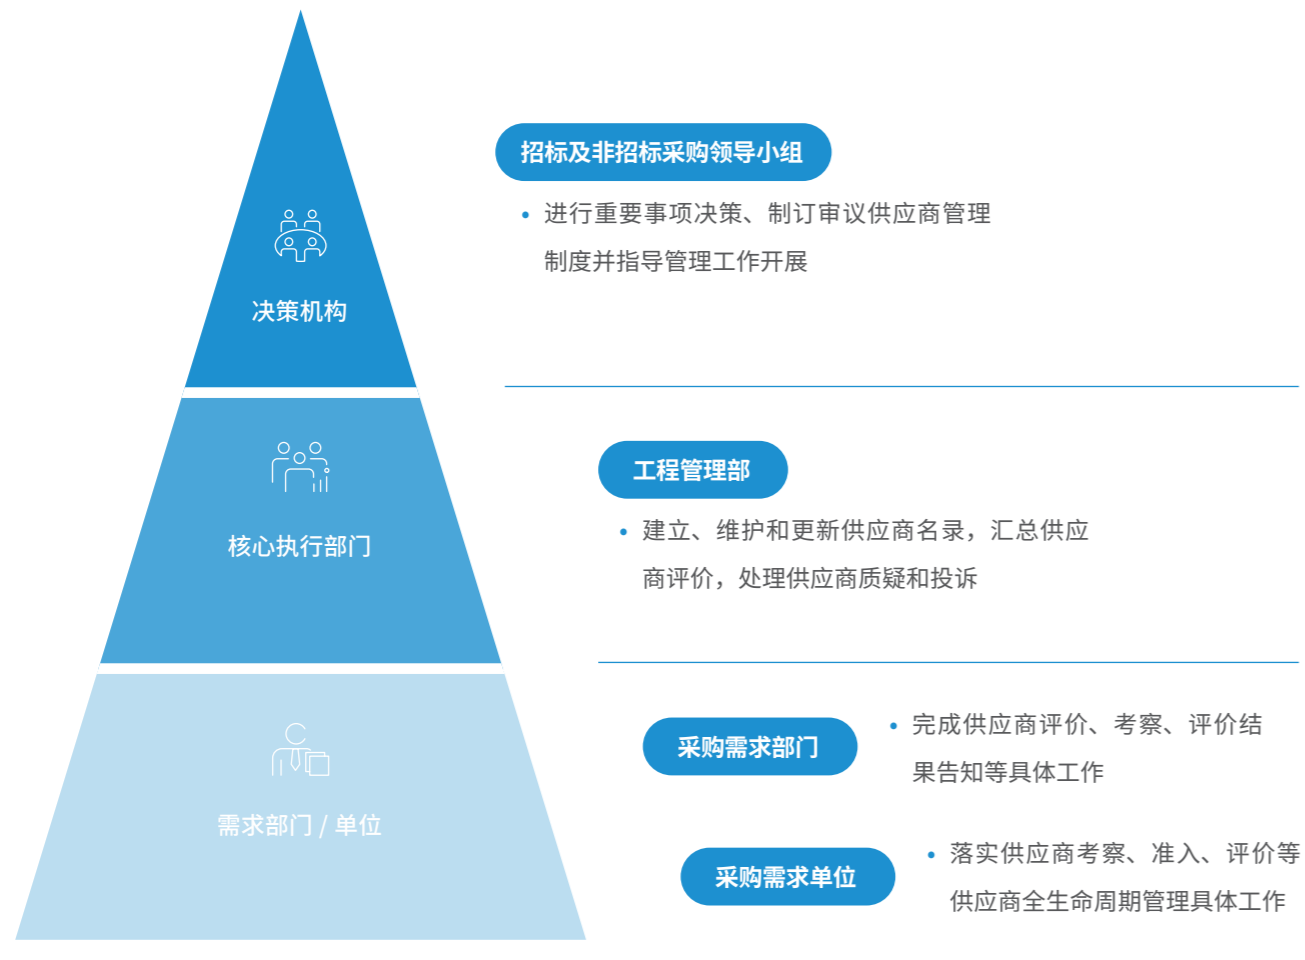 招标及非招标采购领导小组
• 进行重要事项决策、制订审议供应商管理
制度并指导管理工作开展
决策机构
工程管理部
• 建立、维护和更新供应商名录，汇总供应
商评价，处理供应商质疑和投诉
核心执行部门
采购需求部门
• 完成供应商评价、考察、评价结
果告知等具体工作
需求部门 / 单位
采购需求单位
• 落实供应商考察、准入、评价等
供应商全生命周期管理具体工作